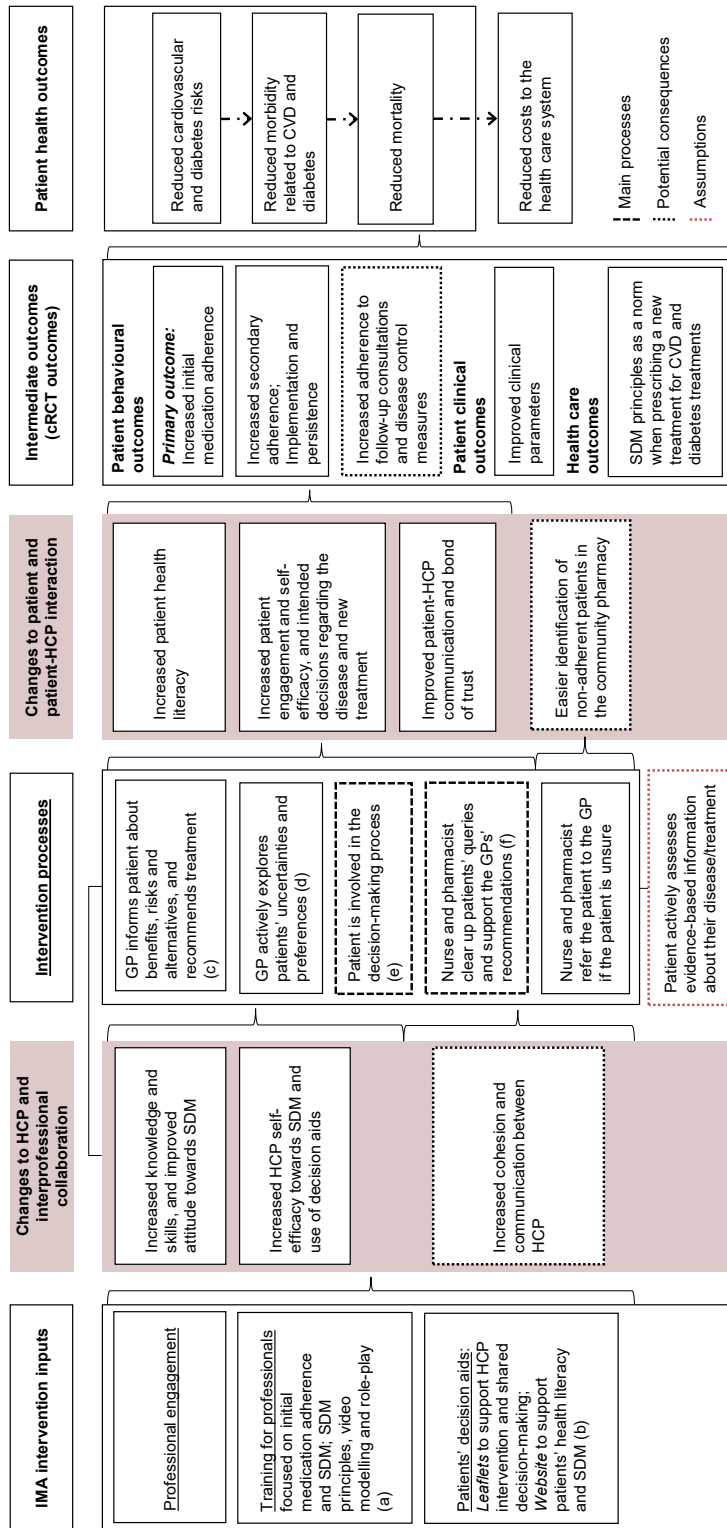 IMA intervention inputs
Professional engagement
Training for professionals
focused on initial
medication adherence
and SDM; SDM
principles, video
modelling and role-play
(a)
Patients' decision aids:
Leaflets to support HCP
intervention and shared
decision-making;
Website to support
patients' health literacy
and SDM (b)
Changes to HCP and
interprofessional
collaboration
Increased knowledge and
skills, and improved
attitude towards SDM
Increased HCP self-
efficacy towards SDM and
use of decision aids
Increased cohesion and
communication between
HCP
Intervention processes
GP informs patient about
benefits, risks and
alternatives, and
recommends treatment
(c)
GP actively explores
patients' uncertainties and
preferences (d)
Patient is involved in the
decision-making process
(e)
Nurse and pharmacist
clear up patients' queries
and support the GPs'
recommendations (f)
Nurse and pharmacist
refer the patient to the GP
if the patient is unsure
Patient actively assesses
evidence-based information
about their disease/treatment
Changes to patient and
patient-HCP interaction
Increased patient health
literacy
Increased patient
engagement and self-
efficacy, and intended
decisions regarding the
disease and new
treatment
Improved patient-HCP
communication and bond
of trust
Easier identification of
non-adherent patients in
the community pharmacy
Intermediate outcomes
(cRCT outcomes)
Patient behavioural
outcomes
Primary outcome:
Increased initial
medication adherence
Increased secondary
adherence;
Implementation and
persistence
Increased adherence to
follow-up consultations
and disease control
measures
Patient clinical
outcomes
Improved clinical
parameters
Health care
outcomes
SDM principles as a norm
when prescribing a new
treatment for CVD and
diabetes treatments
Patient health outcomes
Reduced cardiovascular
and diabetes risks
Reduced morbidity
related to CVD and
diabetes
Reduced mortality
Reduced costs to the
health care system
Main processes
Potential consequences
Assumptions